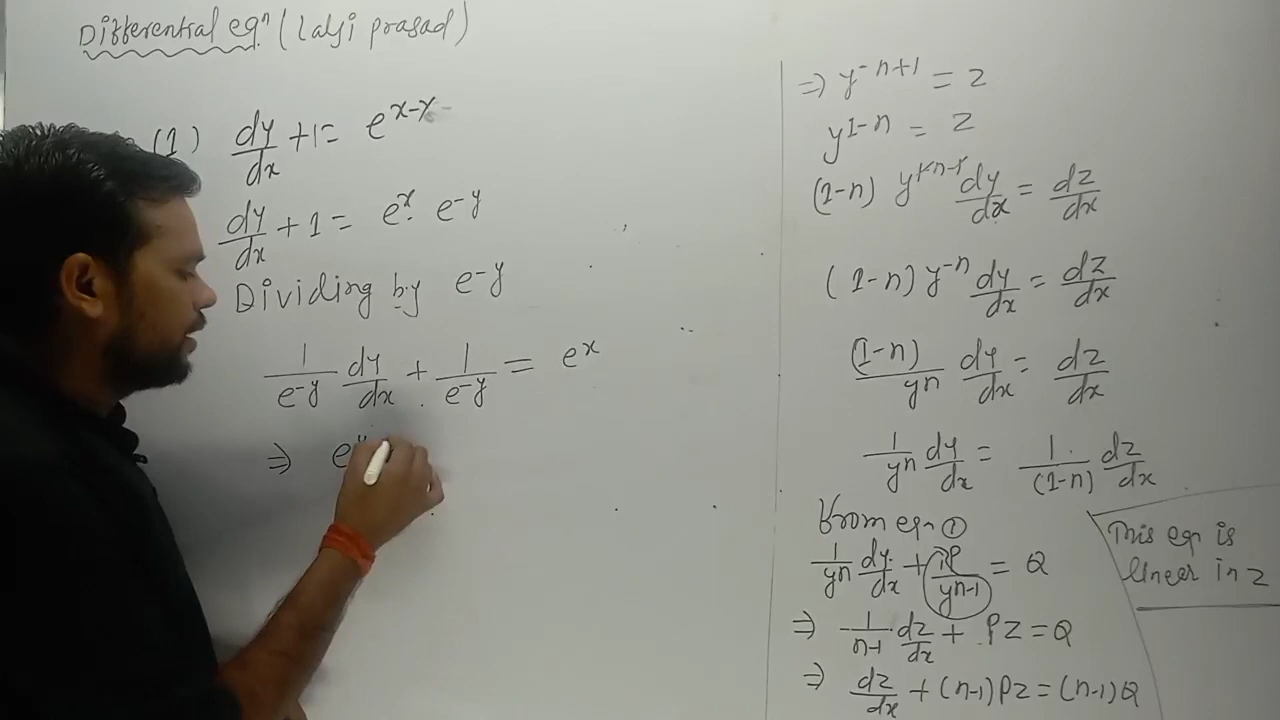 Differential eqⁿ (Lalji prasad)
(1) dy/dx + 1 = e^(x-y)
dy/dx + 1 = e^x . e^-y
Dividing by e^-y
1/e^-y dy/dx + 1/e^-y = e^x
⇒ e^y
⇒ y^(-n+1) = z
y^(1-n) = z
(1-n) y^(1-n-1) dy/dx = dz/dx
(1-n) y^-n dy/dx = dz/dx
(1-n)/y^n dy/dx = dz/dx
1/y^n dy/dx = 1/(1-n) dz/dx
From eqn ①
1/y^n dy/dx + P/y^(n-1) = Q
⇒ 1/(n-1) dz/dx + Pz = Q
⇒ dz/dx + (n-1)Pz = (n-1)Q
This eqn is
linear in z